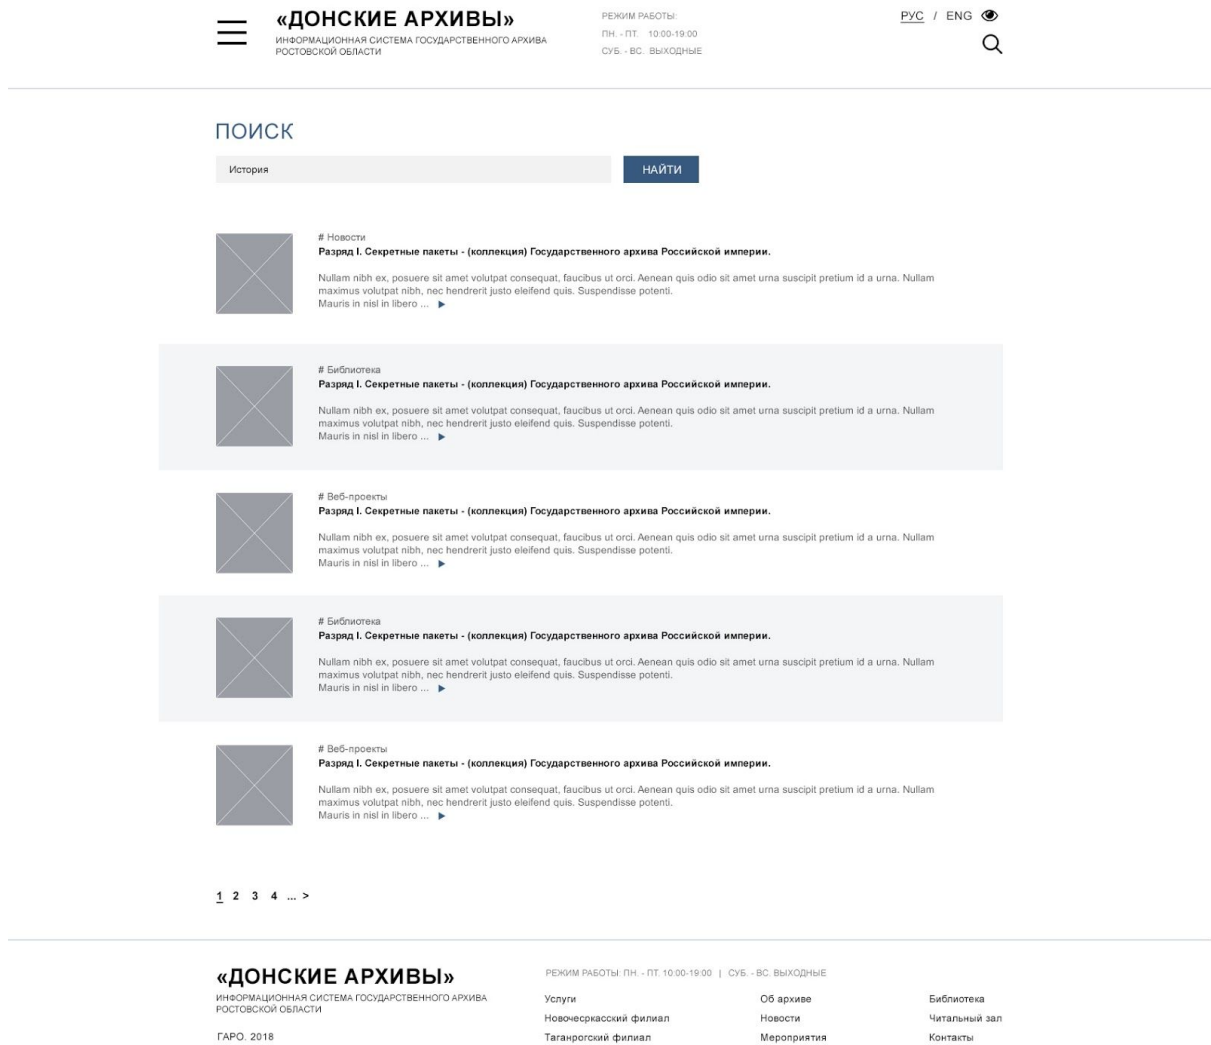 «ДОНСКИЕ АРХИВЫ»
ИНФОРМАЦИОННАЯ СИСТЕМА ГОСУДАРСТВЕННОГО АРХИВА
РОСТОВСКОЙ ОБЛАСТИ
РЕЖИМ РАБОТЫ:
ПН. - ПТ. 10:00-19:00
СУБ. - ВС. ВЫХОДНЫЕ
РУС / ENG
ПОИСК
История
НАЙТИ
# Новости
Разряд I. Секретные пакеты - (коллекция) Государственного архива Российской империи.
Nullam nibh ex, posuere sit amet volutpat consequat, faucibus ut orci. Aenean quis odio sit amet urna suscipit pretium id a urna. Nullam
maximus volutpat nibh, nec hendrerit justo eleifend quis. Suspendisse potenti.
Mauris in nisl in libero ...
# Библиотека
Разряд I. Секретные пакеты - (коллекция) Государственного архива Российской империи.
Nullam nibh ex, posuere sit amet volutpat consequat, faucibus ut orci. Aenean quis odio sit amet urna suscipit pretium id a urna. Nullam
maximus volutpat nibh, nec hendrerit justo eleifend quis. Suspendisse potenti.
Mauris in nisl in libero ...
# Веб-проекты
Разряд I. Секретные пакеты - (коллекция) Государственного архива Российской империи.
Nullam nibh ex, posuere sit amet volutpat consequat, faucibus ut orci. Aenean quis odio sit amet urna suscipit pretium id a urna. Nullam
maximus volutpat nibh, nec hendrerit justo eleifend quis. Suspendisse potenti.
Mauris in nisl in libero ...
# Библиотека
Разряд I. Секретные пакеты - (коллекция) Государственного архива Российской империи.
Nullam nibh ex, posuere sit amet volutpat consequat, faucibus ut orci. Aenean quis odio sit amet urna suscipit pretium id a urna. Nullam
maximus volutpat nibh, nec hendrerit justo eleifend quis. Suspendisse potenti.
Mauris in nisl in libero ...
# Веб-проекты
Разряд I. Секретные пакеты - (коллекция) Государственного архива Российской империи.
Nullam nibh ex, posuere sit amet volutpat consequat, faucibus ut orci. Aenean quis odio sit amet urna suscipit pretium id a urna. Nullam
maximus volutpat nibh, nec hendrerit justo eleifend quis. Suspendisse potenti.
Mauris in nisl in libero ...
1 2 3 4 ... >
«ДОНСКИЕ АРХИВЫ»
ИНФОРМАЦИОННАЯ СИСТЕМА ГОСУДАРСТВЕННОГО АРХИВА
РОСТОВСКОЙ ОБЛАСТИ
ГАРО. 2018
РЕЖИМ РАБОТЫ: ПН. - ПТ. 10:00-19:00 | СУБ. - ВС. ВЫХОДНЫЕ
Услуги
Новочесркасский филиал
Таганрогский филиал
Об архиве
Новости
Мероприятия
Библиотека
Читальный зал
Контакты